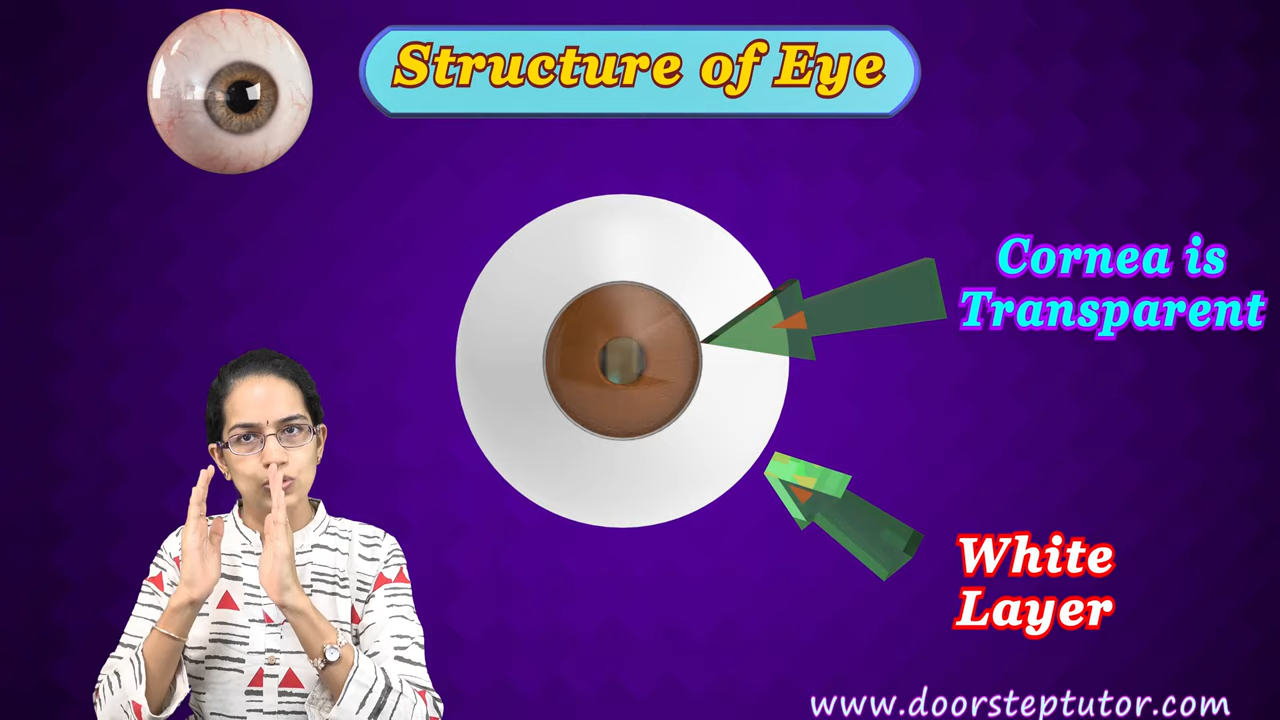 Structure of Eye
Cornea is
Transparent
White
Layer
www.doorsteptutor.com